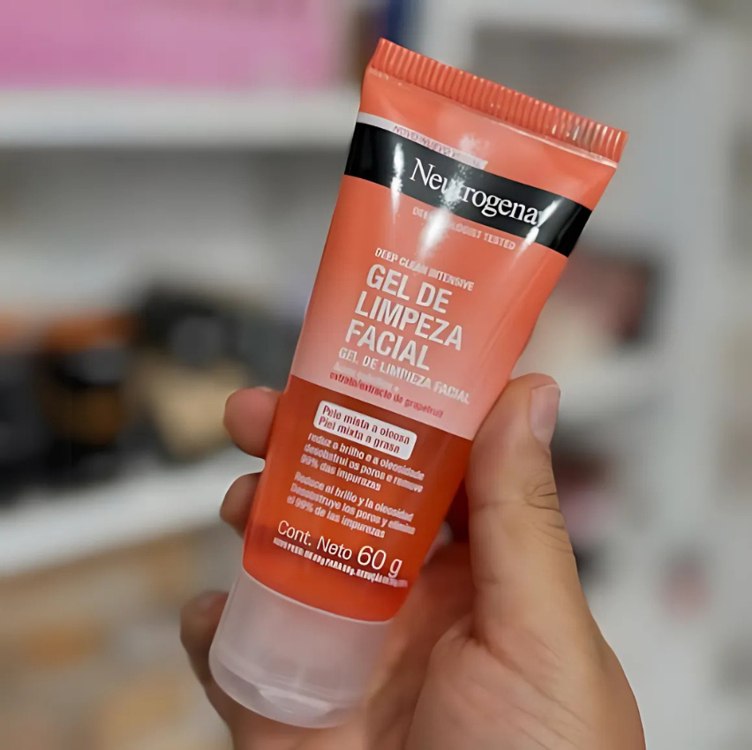 Neutrogena
DERMATOLOGIST TESTED
DEEP CLEAN INTENSIVE
GEL DE
LIMPEZA
FACIAL
GEL DE LIMPIEZA FACIAL
extrato/extracto de grapefruit
Pele mista a oleosa
Piel mixta a grasa
reduz o brilho e a oleosidade
desobstrui os poros e remove
99% das impurezas
Reduce el brillo y la oleosidad
Desobstruye los poros y elimina
el 99% de las impurezas
Cont. Neto 60 g